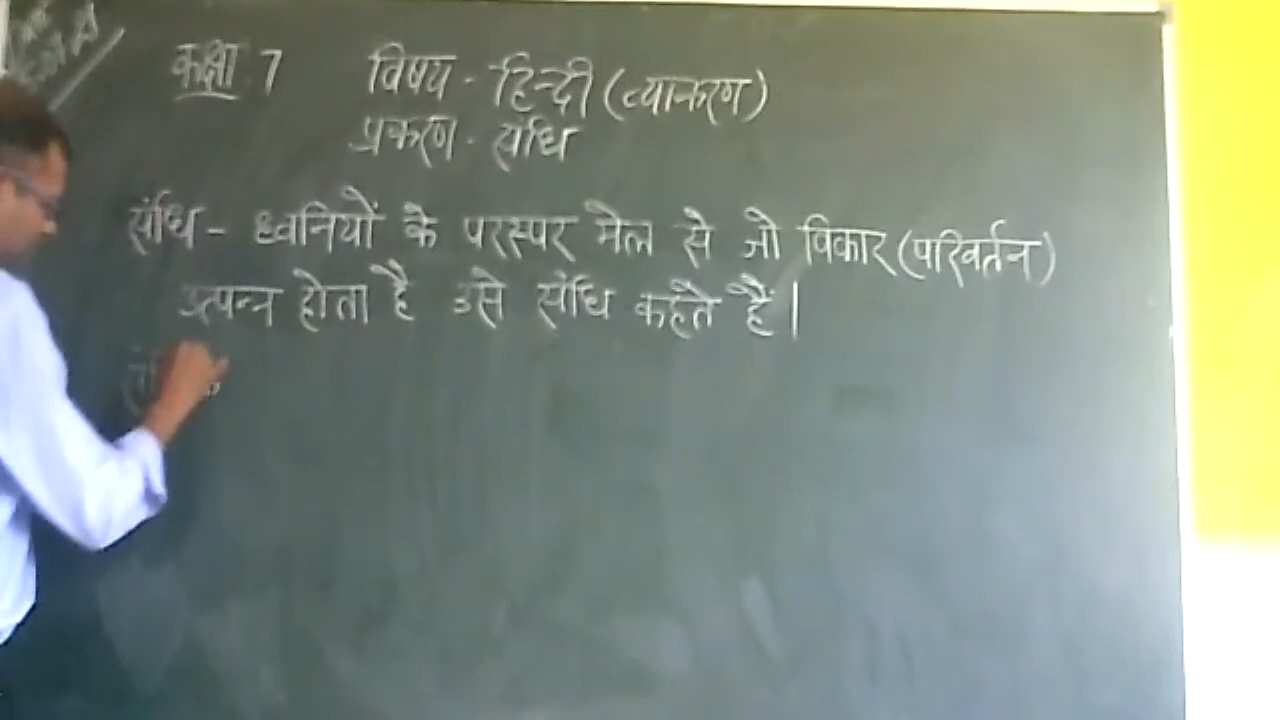 कक्षा 7 विषय - हिन्दी (व्याकरण)
प्रकरण - संधि
संधि - ध्वनियों के परस्पर मेल से जो विकार (परिवर्तन)
उत्पन्न होता है उसे संधि कहते हैं |